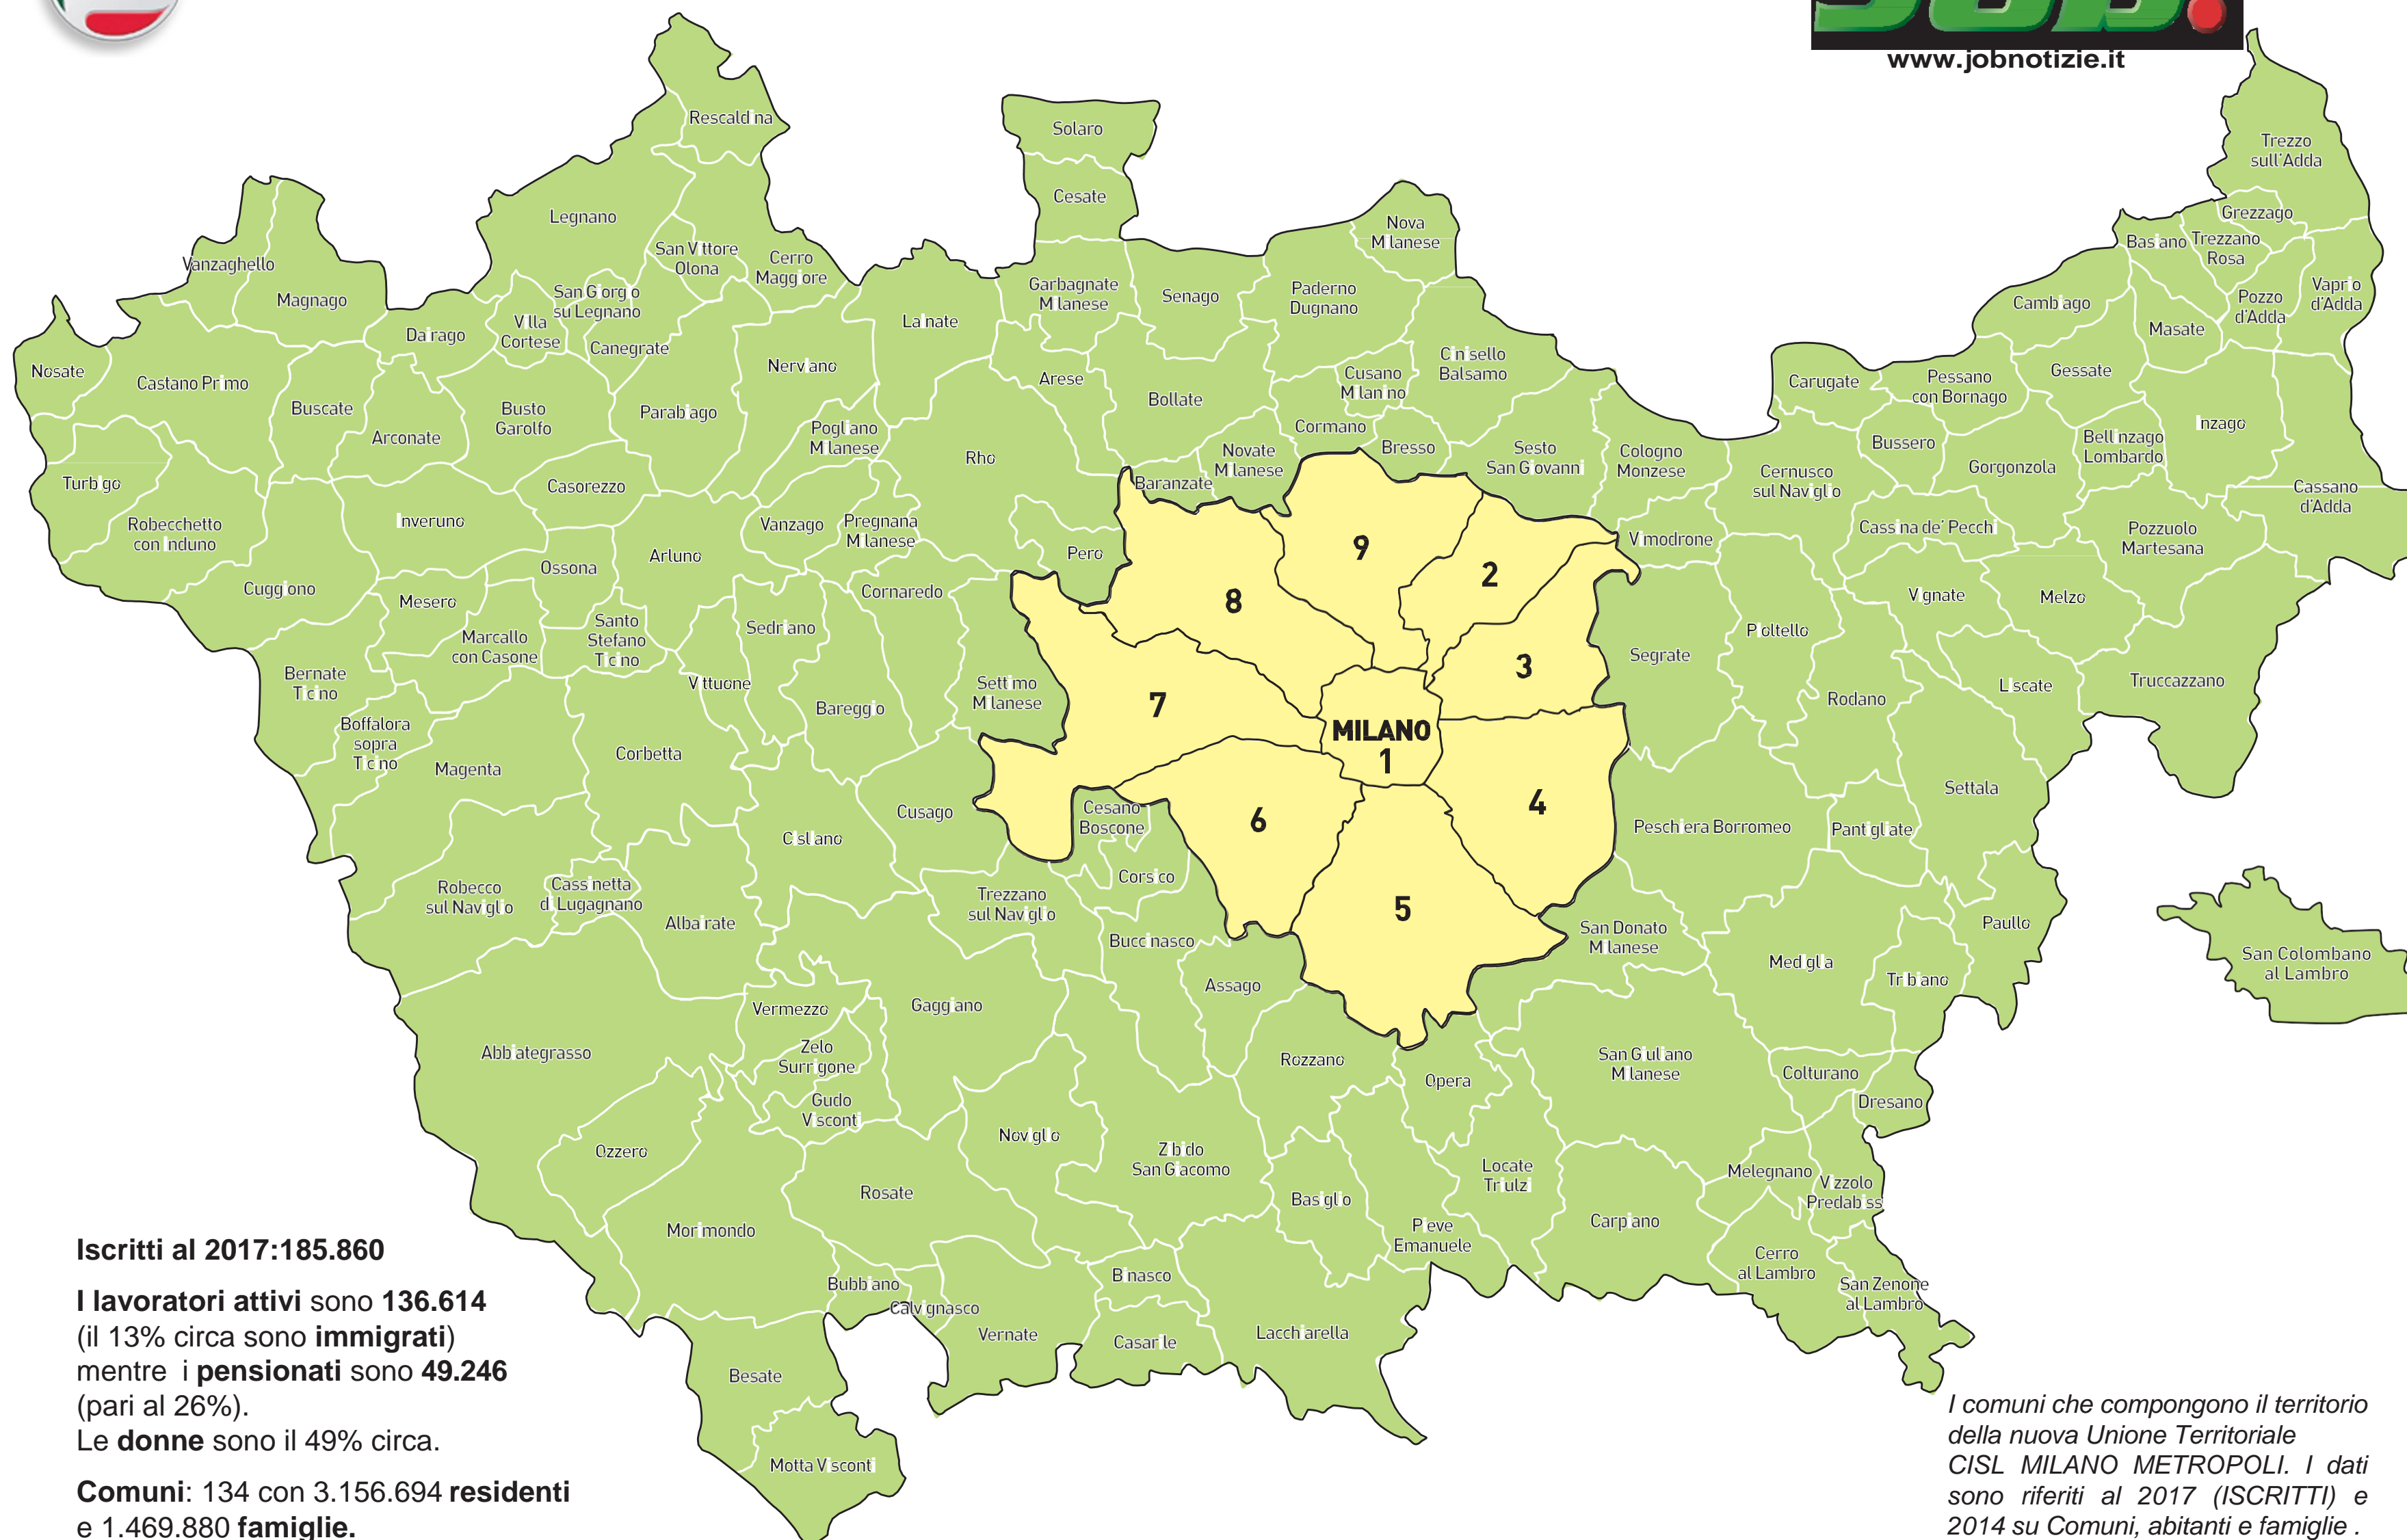 JOB.
www.jobnotizie.it
Rescaldina
Solaro
Trezzo
sull'Adda
Cesate
Legnano
Nova
Milanese
Grezzago
San Vittore
Olona
Cerro
Maggiore
Basiano
Trezzano
Rosa
Vanzaghello
Magnago
San Giorgio
su Legnano
Garbagnate
Milanese
Senago
Paderno
Dugnano
Cambiago
Pozzo
d'Adda
Vaprio
d'Adda
Dairago
Villa
Cortese
Canegrate
Lainate
Masate
Nosate
Castano Primo
Nerviano
Arese
Cusano
Milanino
Cinisello
Balsamo
Carugate
Pessano
con Bornago
Gessate
Buscate
Busto
Garolfo
Parabiago
Bollate
Arconate
Pogliano
Milanese
Rho
Cormano
Bresso
Novate
Milanese
Sesto
San Giovanni
Cologno
Monzese
Bussero
Bellinzago
Lombardo
Inzago
Turbigo
Casorezzo
Baranzate
Cernusco
sul Naviglio
Gorgonzola
Cassano
d'Adda
Robecchetto
con Induno
Inveruno
Vanzago
Pregnana
Milanese
Pero
9
Vimodrone
Cassina de' Pecchi
Pozzuolo
Martesana
Cuggiono
Ossona
Arluno
Cornaredo
8
2
Mesero
Vignate
Melzo
Marcallo
con Casone
Santo
Stefano
Ticino
Sedriano
3
Segrate
Pioltello
Bernate
Ticino
Vittuone
Bareggio
Settimo
Milanese
7
Rodano
Liscate
Truccazzano
Boffalora
sopra
Ticino
Magenta
Corbetta
MILANO
1
Settala
Cisliano
Cusago
Cesano
Boscone
6
4
Peschiera Borromeo
Pantigliate
Robecco
sul Naviglio
Cassinetta
di Lugagnano
Albairate
Trezzano
sul Naviglio
Corsico
5
Buccinasco
San Donato
Milanese
Mediglia
Paullo
San Colombano
al Lambro
Tribiano
Assago
Vermezzo
Gaggiano
Abbiategrasso
Zelo
Surrigone
Rozzano
Opera
San Giuliano
Milanese
Colturano
Gudo
Visconti
Dresano
Ozzero
Noviglio
Zibido
San Giacomo
Locate
Triulzi
Melegnano
Vizzolo
Predabissi
Rosate
Basiglio
Morimondo
Pieve
Emanuele
Carpiano
Cerro
al Lambro
San Zenone
al Lambro
Bubbiano
Calvignasco
Binasco
Vernate
Casarile
Lacchiarella
Besate
Motta Visconti
Iscritti al 2017:185.860
I lavoratori attivi sono 136.614
(il 13% circa sono immigrati)
mentre i pensionati sono 49.246
(pari al 26%).
Le donne sono il 49% circa.
Comuni: 134 con 3.156.694 residenti
e 1.469.880 famiglie.
I comuni che compongono il territorio
della nuova Unione Territoriale
CISL MILANO METROPOLI. I dati
sono riferiti al 2017 (ISCRITTI) e
2014 su Comuni, abitanti e famiglie .